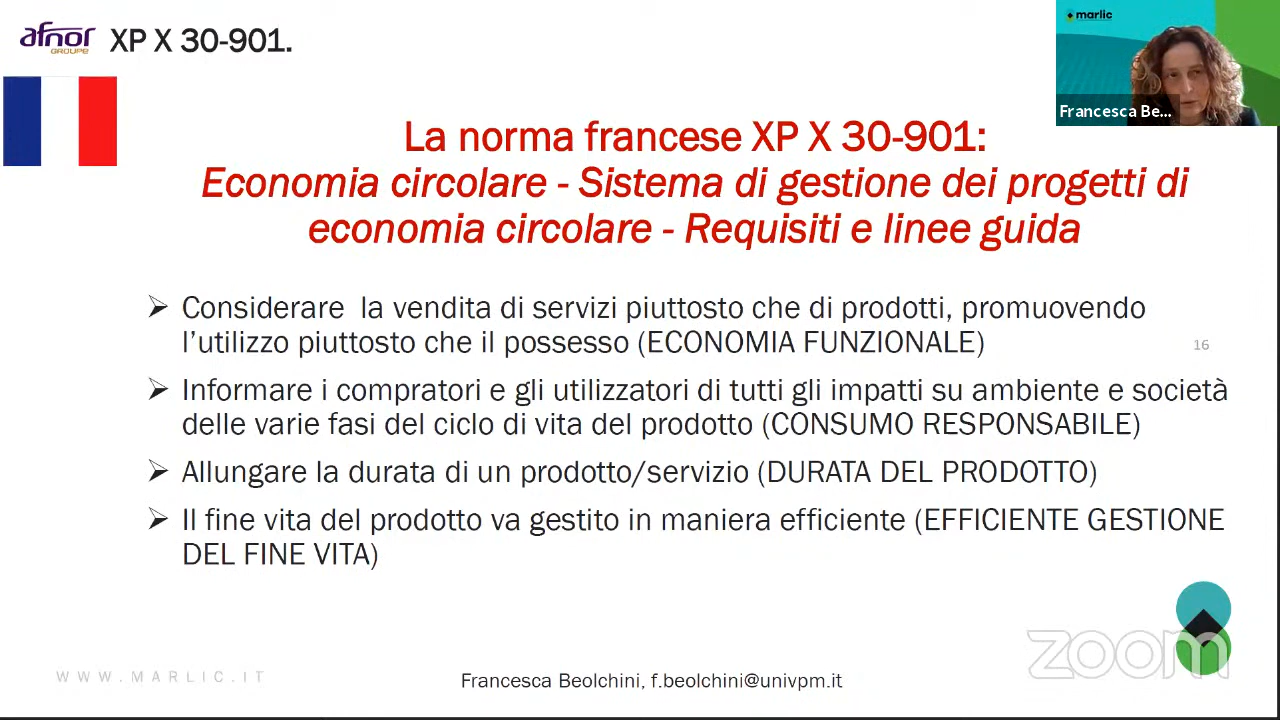 afnor
GROUPE
XP X 30-901.
marlic
Francesca Be...
La norma francese XP X 30-901:
Economia circolare - Sistema di gestione dei progetti di
economia circolare - Requisiti e linee guida
➢ Considerare  la vendita di servizi piuttosto che di prodotti, promuovendo
l’utilizzo piuttosto che il possesso (ECONOMIA FUNZIONALE)
16
➢ Informare i compratori e gli utilizzatori di tutti gli impatti su ambiente e società
delle varie fasi del ciclo di vita del prodotto (CONSUMO RESPONSABILE)
➢ Allungare la durata di un prodotto/servizio (DURATA DEL PRODOTTO)
➢ Il fine vita del prodotto va gestito in maniera efficiente (EFFICIENTE GESTIONE
DEL FINE VITA)
zoom
WWW.MARLIC.IT
Francesca Beolchini, f.beolchini@univpm.it